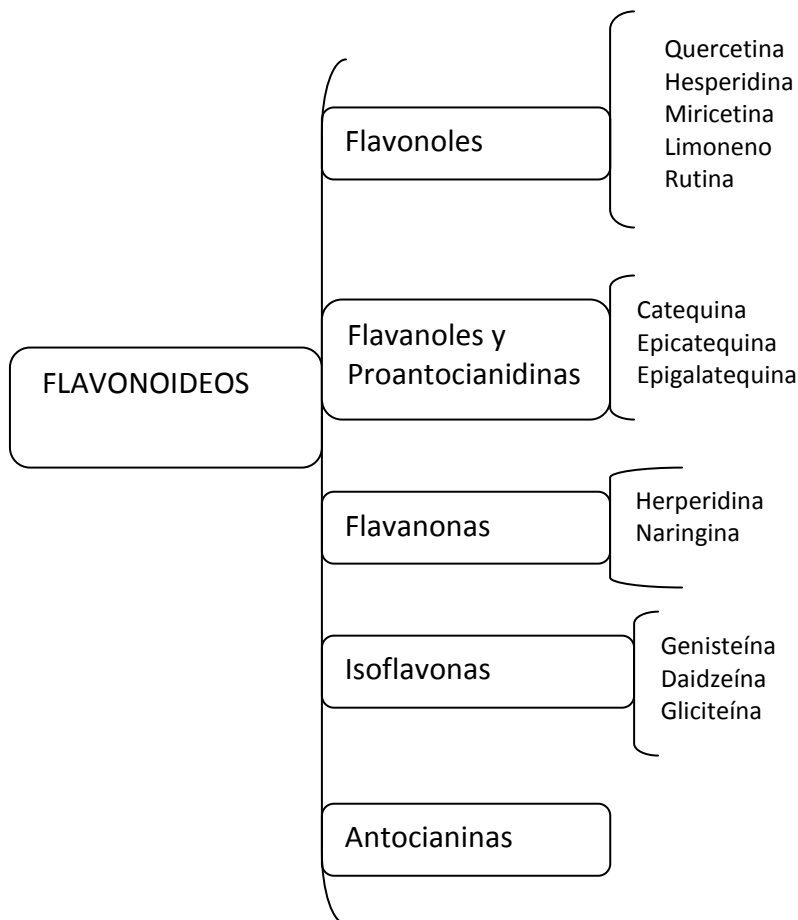 FLAVONOIDEOS
Flavonoles
Quercetina
Hesperidina
Miricetina
Limoneno
Rutina
Flavanoles y
Proantocianidinas
Catequina
Epicatequina
Epigalatequina
Flavanonas
Herperidina
Naringina
Isoflavonas
Genisteína
Daidzeína
Gliciteína
Antocianinas